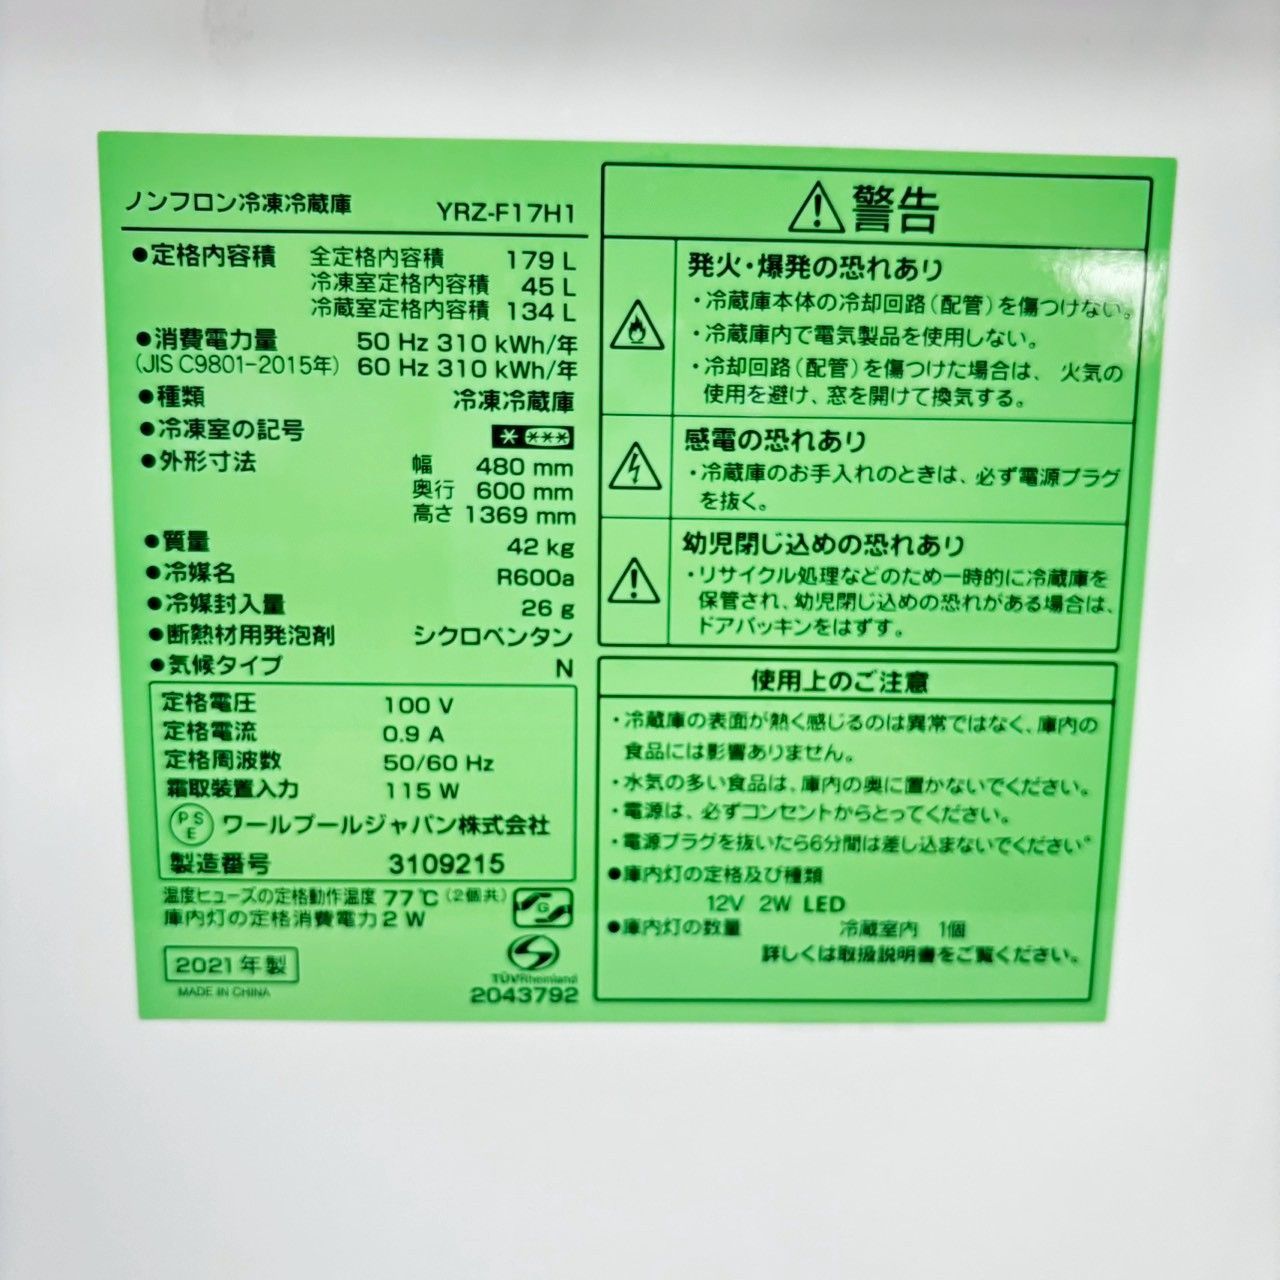 ノンフロン冷凍冷蔵庫 YRZ-F17H1
●定格内容積 全定格内容積 179 L
冷凍室定格内容積 45 L
冷蔵室定格内容積 134 L
●消費電力量 50 Hz 310 kWh/年
(JIS C9801-2015年) 60 Hz 310 kWh/年
●種類 冷凍冷蔵庫
●冷凍室の記号 * ***
●外形寸法 幅 480 mm
奥行 600 mm
高さ 1369 mm
●質量 42 kg
●冷媒名 R600a
●冷媒封入量 26 g
●断熱材用発泡剤 シクロペンタン
●気候タイプ N
定格電圧 100 V
定格電流 0.9 A
定格周波数 50/60 Hz
霜取装置入力 115 W
PSE ワールプールジャパン株式会社
製造番号 3109215
温度ヒューズの定格動作温度 77℃(2個共)
庫内灯の定格消費電力 2 W
G
2021年製
MADE IN CHINA
TÜVRheinland
2043792
警告
発火・爆発の恐れあり
・冷蔵庫本体の冷却回路(配管)を傷つけない。
・冷蔵庫内で電気製品を使用しない。
・冷却回路(配管)を傷つけた場合は、火気の
使用を避け、窓を開けて換気する。
感電の恐れあり
・冷蔵庫のお手入れのときは、必ず電源プラグ
を抜く。
幼児閉じ込めの恐れあり
・リサイクル処理などのため一時的に冷蔵庫を
保管され、幼児閉じ込めの恐れがある場合は、
ドアパッキンをはずす。
使用上のご注意
・冷蔵庫の表面が熱く感じるのは異常ではなく、庫内の
食品には影響ありません。
・水気の多い食品は、庫内の奥に置かないでください。
・電源は、必ずコンセントからとってください。
・電源プラグを抜いたら6分間は差し込まないでください。
●庫内灯の定格及び種類
12V 2W LED
●庫内灯の数量 冷蔵室内 1個
詳しくは取扱説明書をご覧ください。